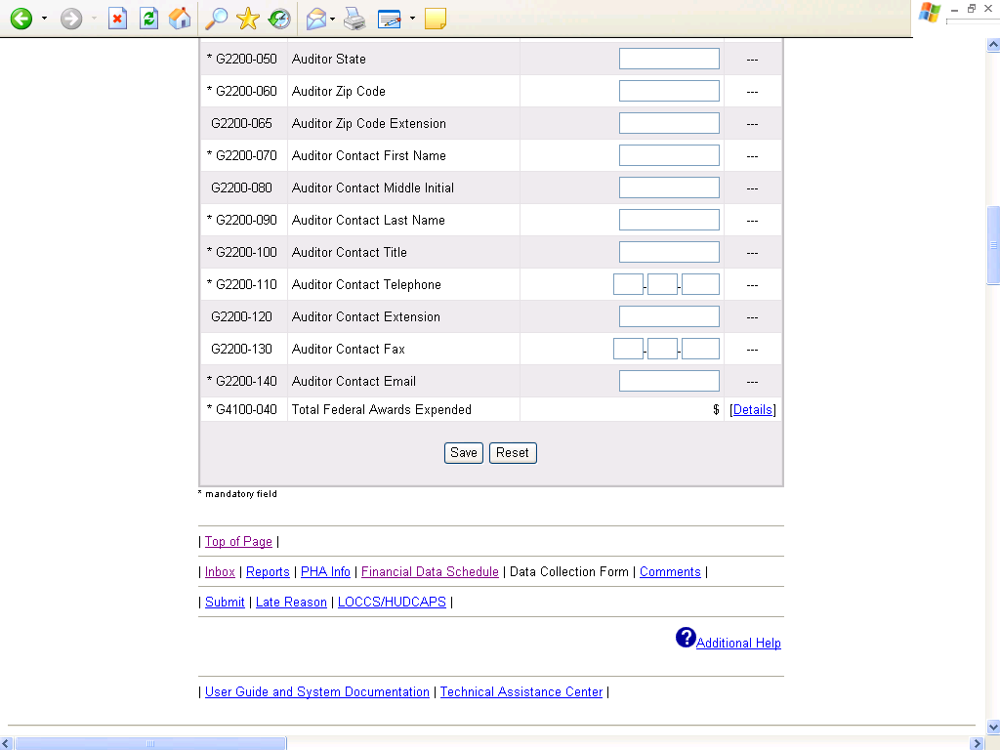 * G2200-050 Auditor State ---
* G2200-060 Auditor Zip Code ---
G2200-065 Auditor Zip Code Extension ---
* G2200-070 Auditor Contact First Name ---
G2200-080 Auditor Contact Middle Initial ---
* G2200-090 Auditor Contact Last Name ---
* G2200-100 Auditor Contact Title ---
* G2200-110 Auditor Contact Telephone - - ---
G2200-120 Auditor Contact Extension ---
G2200-130 Auditor Contact Fax - - ---
* G2200-140 Auditor Contact Email ---
* G4100-040 Total Federal Awards Expended $ [Details]
Save Reset
* mandatory field
| Top of Page |
| Inbox | Reports | PHA Info | Financial Data Schedule | Data Collection Form | Comments |
| Submit | Late Reason | LOCCS/HUDCAPS |
? Additional Help
| User Guide and System Documentation | Technical Assistance Center |